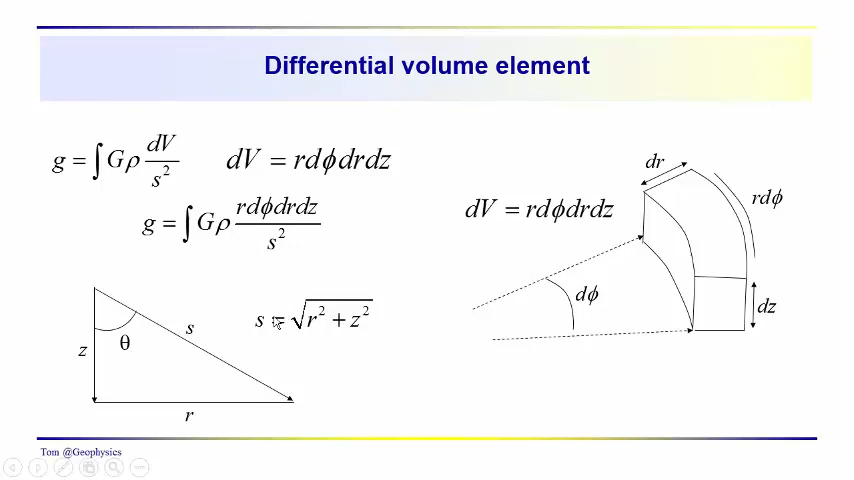 Differential volume element
g = ∫ Gρ dV/s²
dV = rdϕdrdz
g = ∫ Gρ rdϕdrdz/s²
dV = rdϕdrdz
dr
rdϕ
dϕ
dz
s = √(r² + z²)
s
θ
z
r
Tom @Geophysics